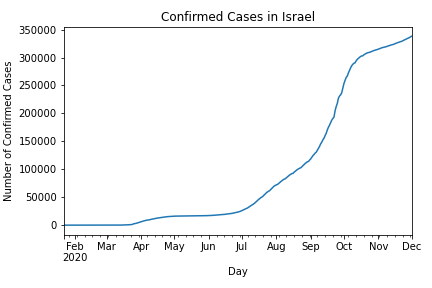 Confirmed Cases in Israel
Number of Confirmed Cases
350000
300000
250000
200000
150000
100000
50000
0
Feb Mar Apr May Jun Jul Aug Sep Oct Nov Dec
2020
Day